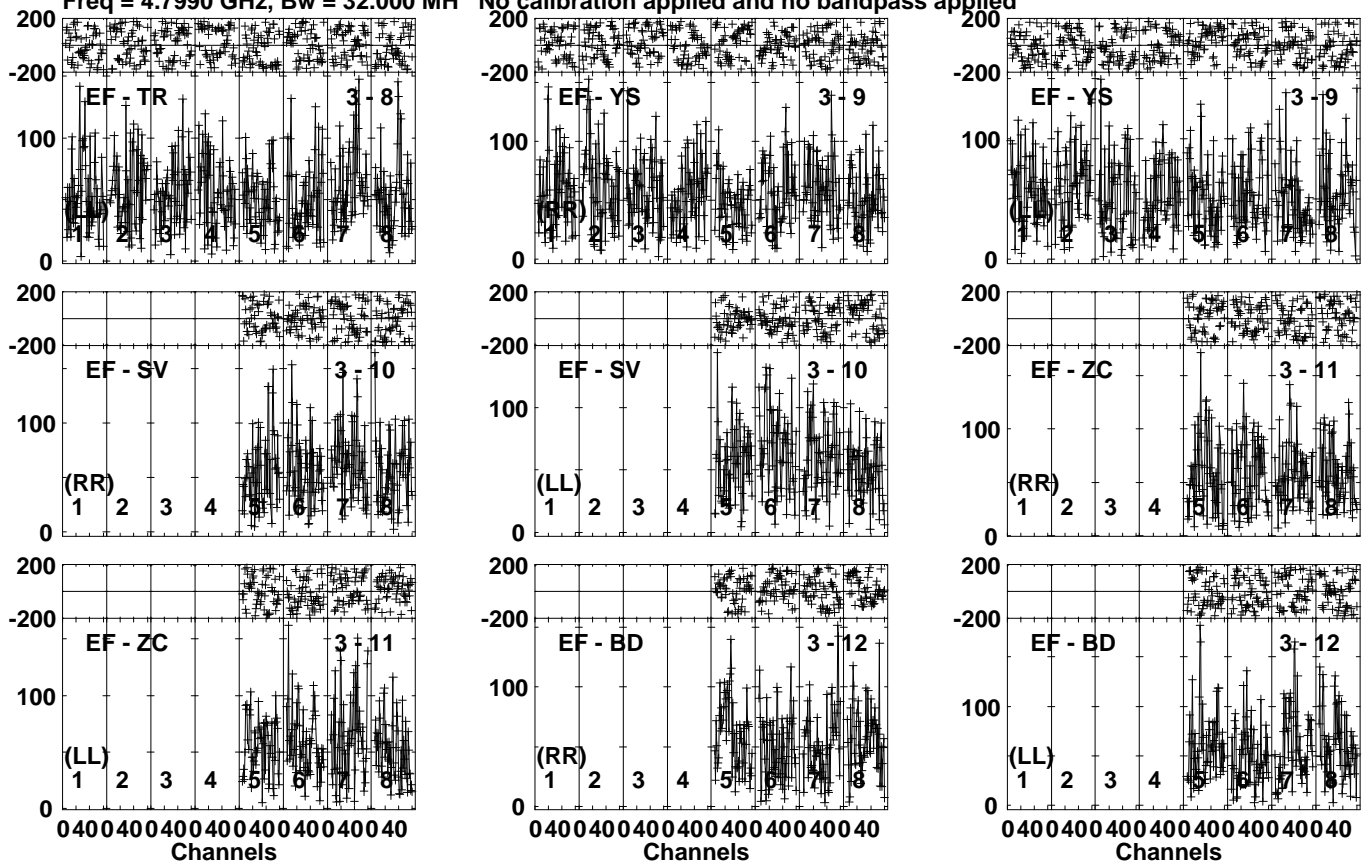 Freq = 4.7990 GHz, Bw = 32.000 MH No calibration applied and no bandpass applied
200
-200
EF - TR 3 - 8
100
(LL)
1 2 3 4 5 6 7 8
0
200
-200
EF - YS 3 - 9
100
(RR)
1 2 3 4 5 6 7 8
0
200
-200
EF - YS 3 - 9
100
(LL)
1 2 3 4 5 6 7 8
0
200
-200
EF - SV 3 - 10
100
(RR)
1 2 3 4 5 6 7 8
0
200
-200
EF - SV 3 - 10
100
(LL)
1 2 3 4 5 6 7 8
0
200
-200
EF - ZC 3 - 11
100
(RR)
1 2 3 4 5 6 7 8
0
200
-200
EF - ZC 3 - 11
100
(LL)
1 2 3 4 5 6 7 8
0
040040040040040040040 40
Channels
200
-200
EF - BD 3 - 12
100
(RR)
1 2 3 4 5 6 7 8
0
040040040040040040040 40
Channels
200
-200
EF - BD 3 - 12
100
(LL)
1 2 3 4 5 6 7 8
0
040040040040040040040 40
Channels